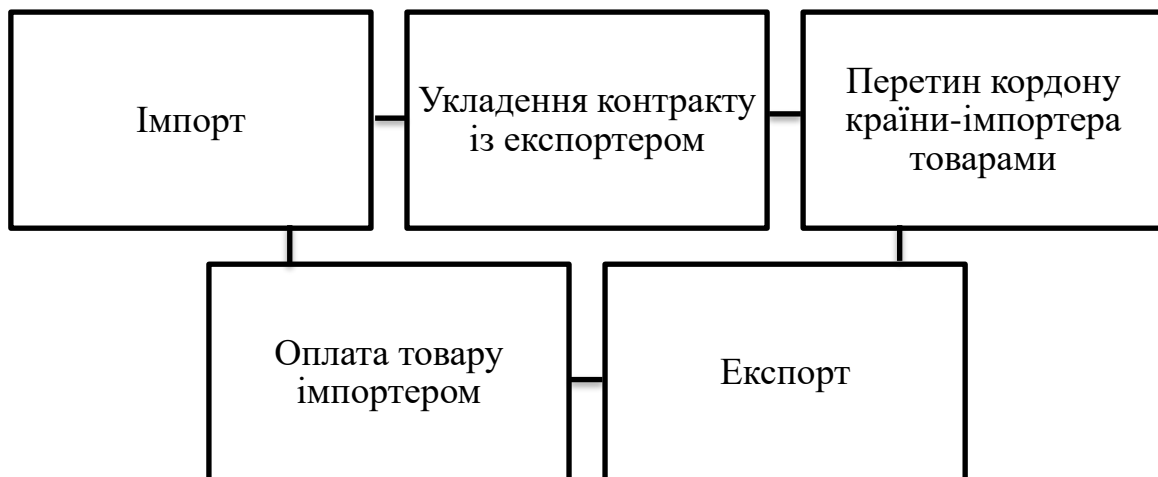 Імпорт
Укладення контракту
із експортером
Перетин кордону
країни-імпортера
товарами
Оплата товару
імпортером
Експорт